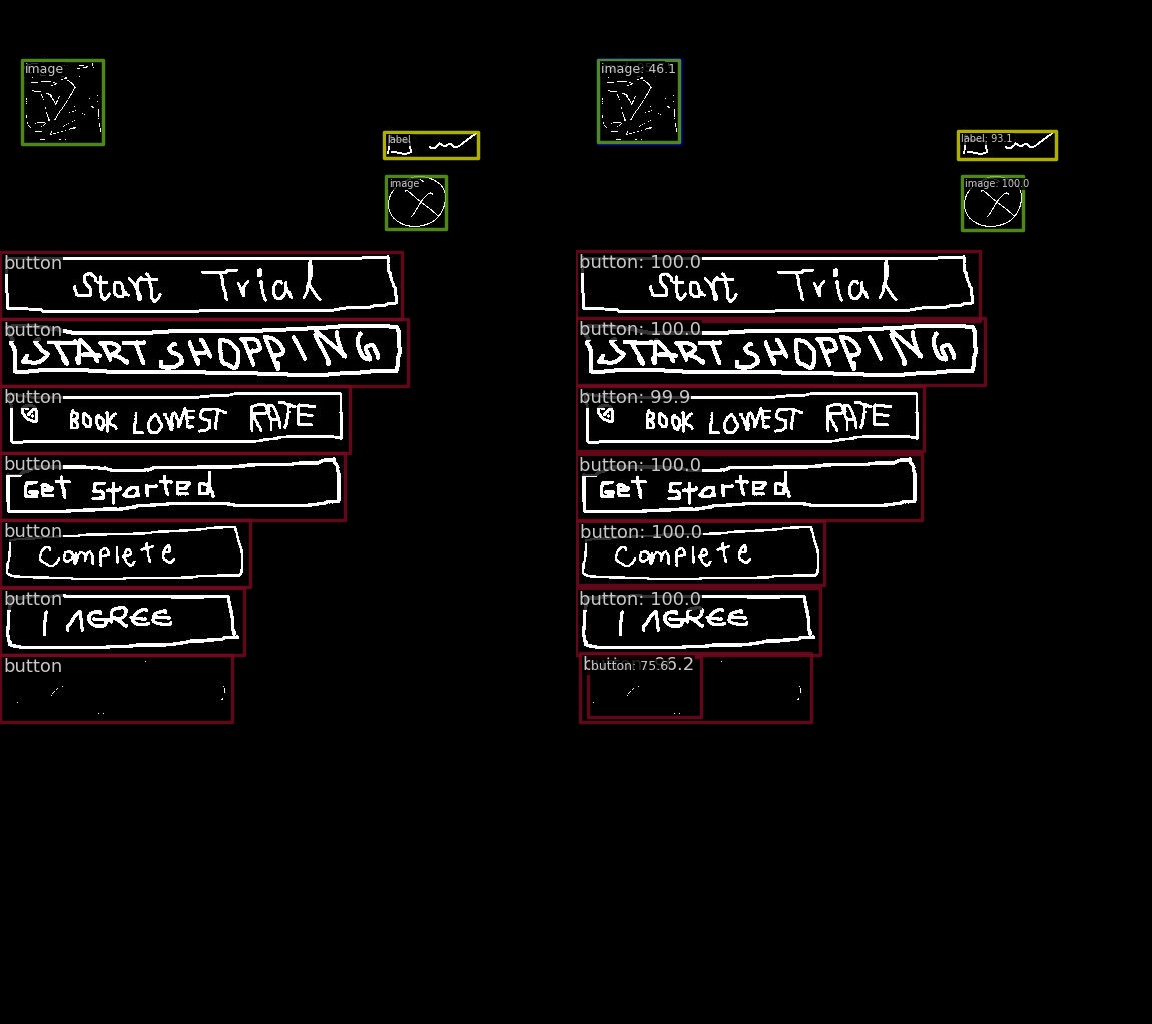 image image: 46.1
label label: 93.1
image image: 100.0
button button: 100.0
Start Trial Start Trial
button button: 100.0
START SHOPPING START SHOPPING
button button: 99.9
BOOK LOWEST RATE BOOK LOWEST RATE
button button: 100.0
Get Started Get Started
button button: 100.0
Complete Complete
button button: 100.0
I AGREE I AGREE
button button: 75.6